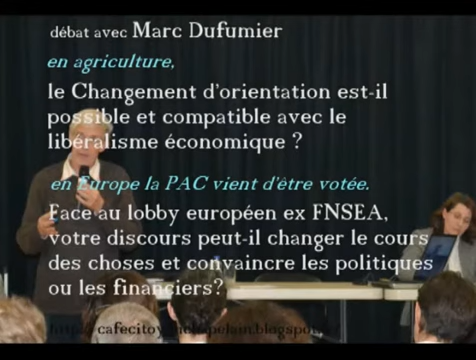 débat avec Marc Dufumier
en agriculture,
le Changement d'orientation est-il
possible et compatible avec le
libéralisme économique ?
en Europe la PAC vient d'être votée.
Face au lobby européen ex FNSEA,
votre discours peut-il changer le cours
des choses et convaincre les politiques
ou les financiers?